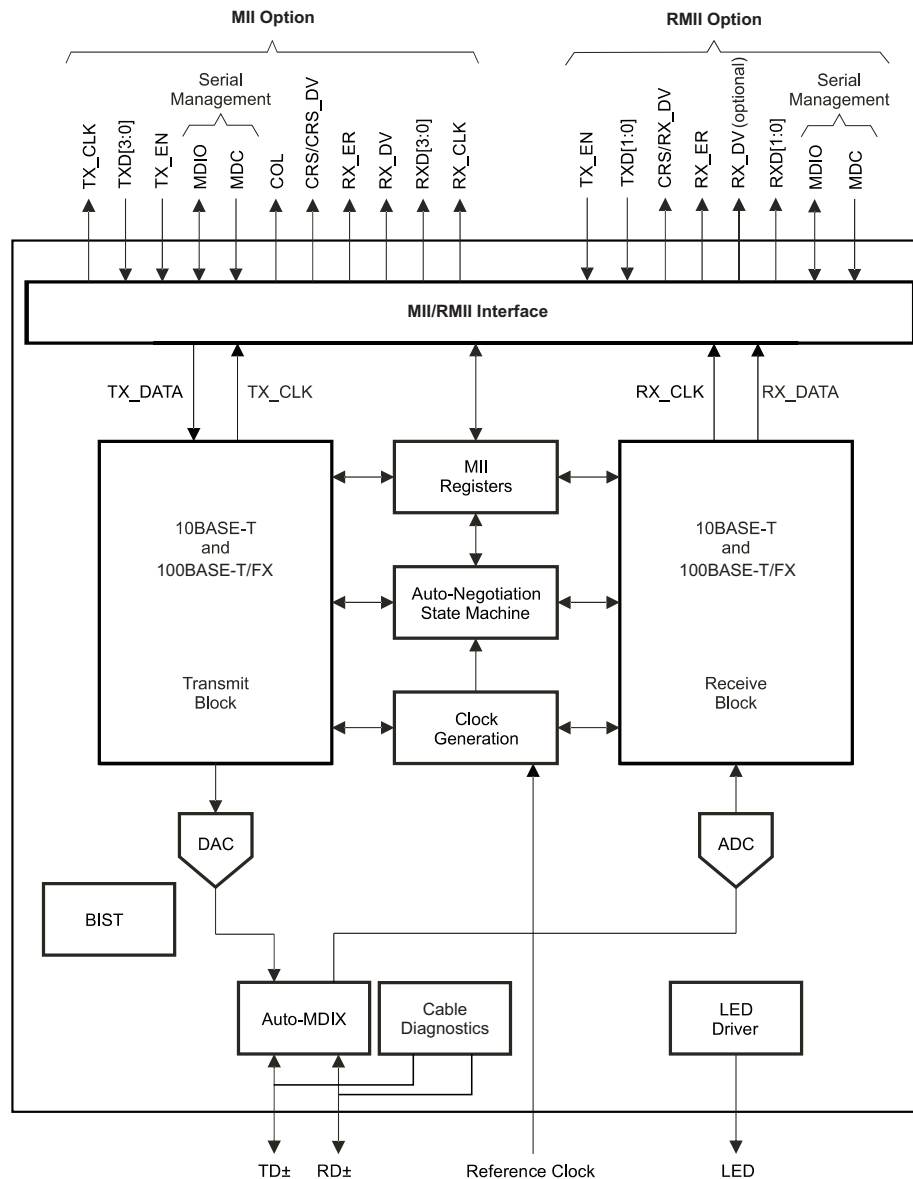 MII Option
RMII Option
Serial
Management
Serial
Management
TX_CLK
TXD[3:0]
TX_EN
MDIO
MDC
COL
CRS/CRS_DV
RX_ER
RX_DV
RXD[3:0]
RX_CLK
TX_EN
TXD[1:0]
CRS/RX_DV
RX_ER
RX_DV (optional)
RXD[1:0]
MDIO
MDC
MII/RMII Interface
TX_DATA
TX_CLK
RX_CLK
RX_DATA
10BASE-T
and
100BASE-T/FX
Transmit
Block
MII
Registers
Auto-Negotiation
State Machine
Clock
Generation
10BASE-T
and
100BASE-T/FX
Receive
Block
DAC
ADC
BIST
Auto-MDIX
Cable
Diagnostics
LED
Driver
TD±
RD±
Reference Clock
LED